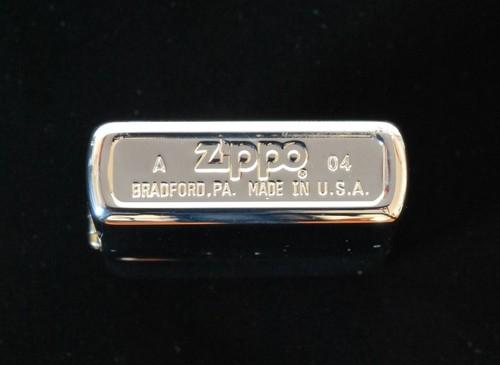 A Zippo® 04
BRADFORD,PA. MADE IN U.S.A.